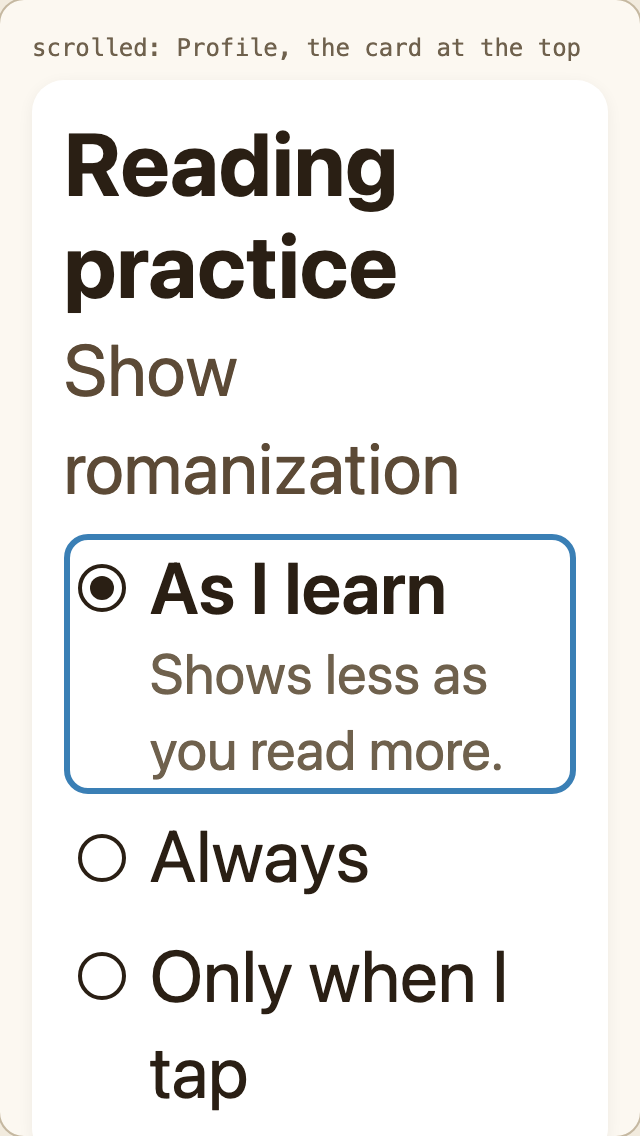 scrolled: Profile, the card at the top
Reading
practice
Show
romanization
As I learn
Shows less as
you read more.
Always
Only when I
tap